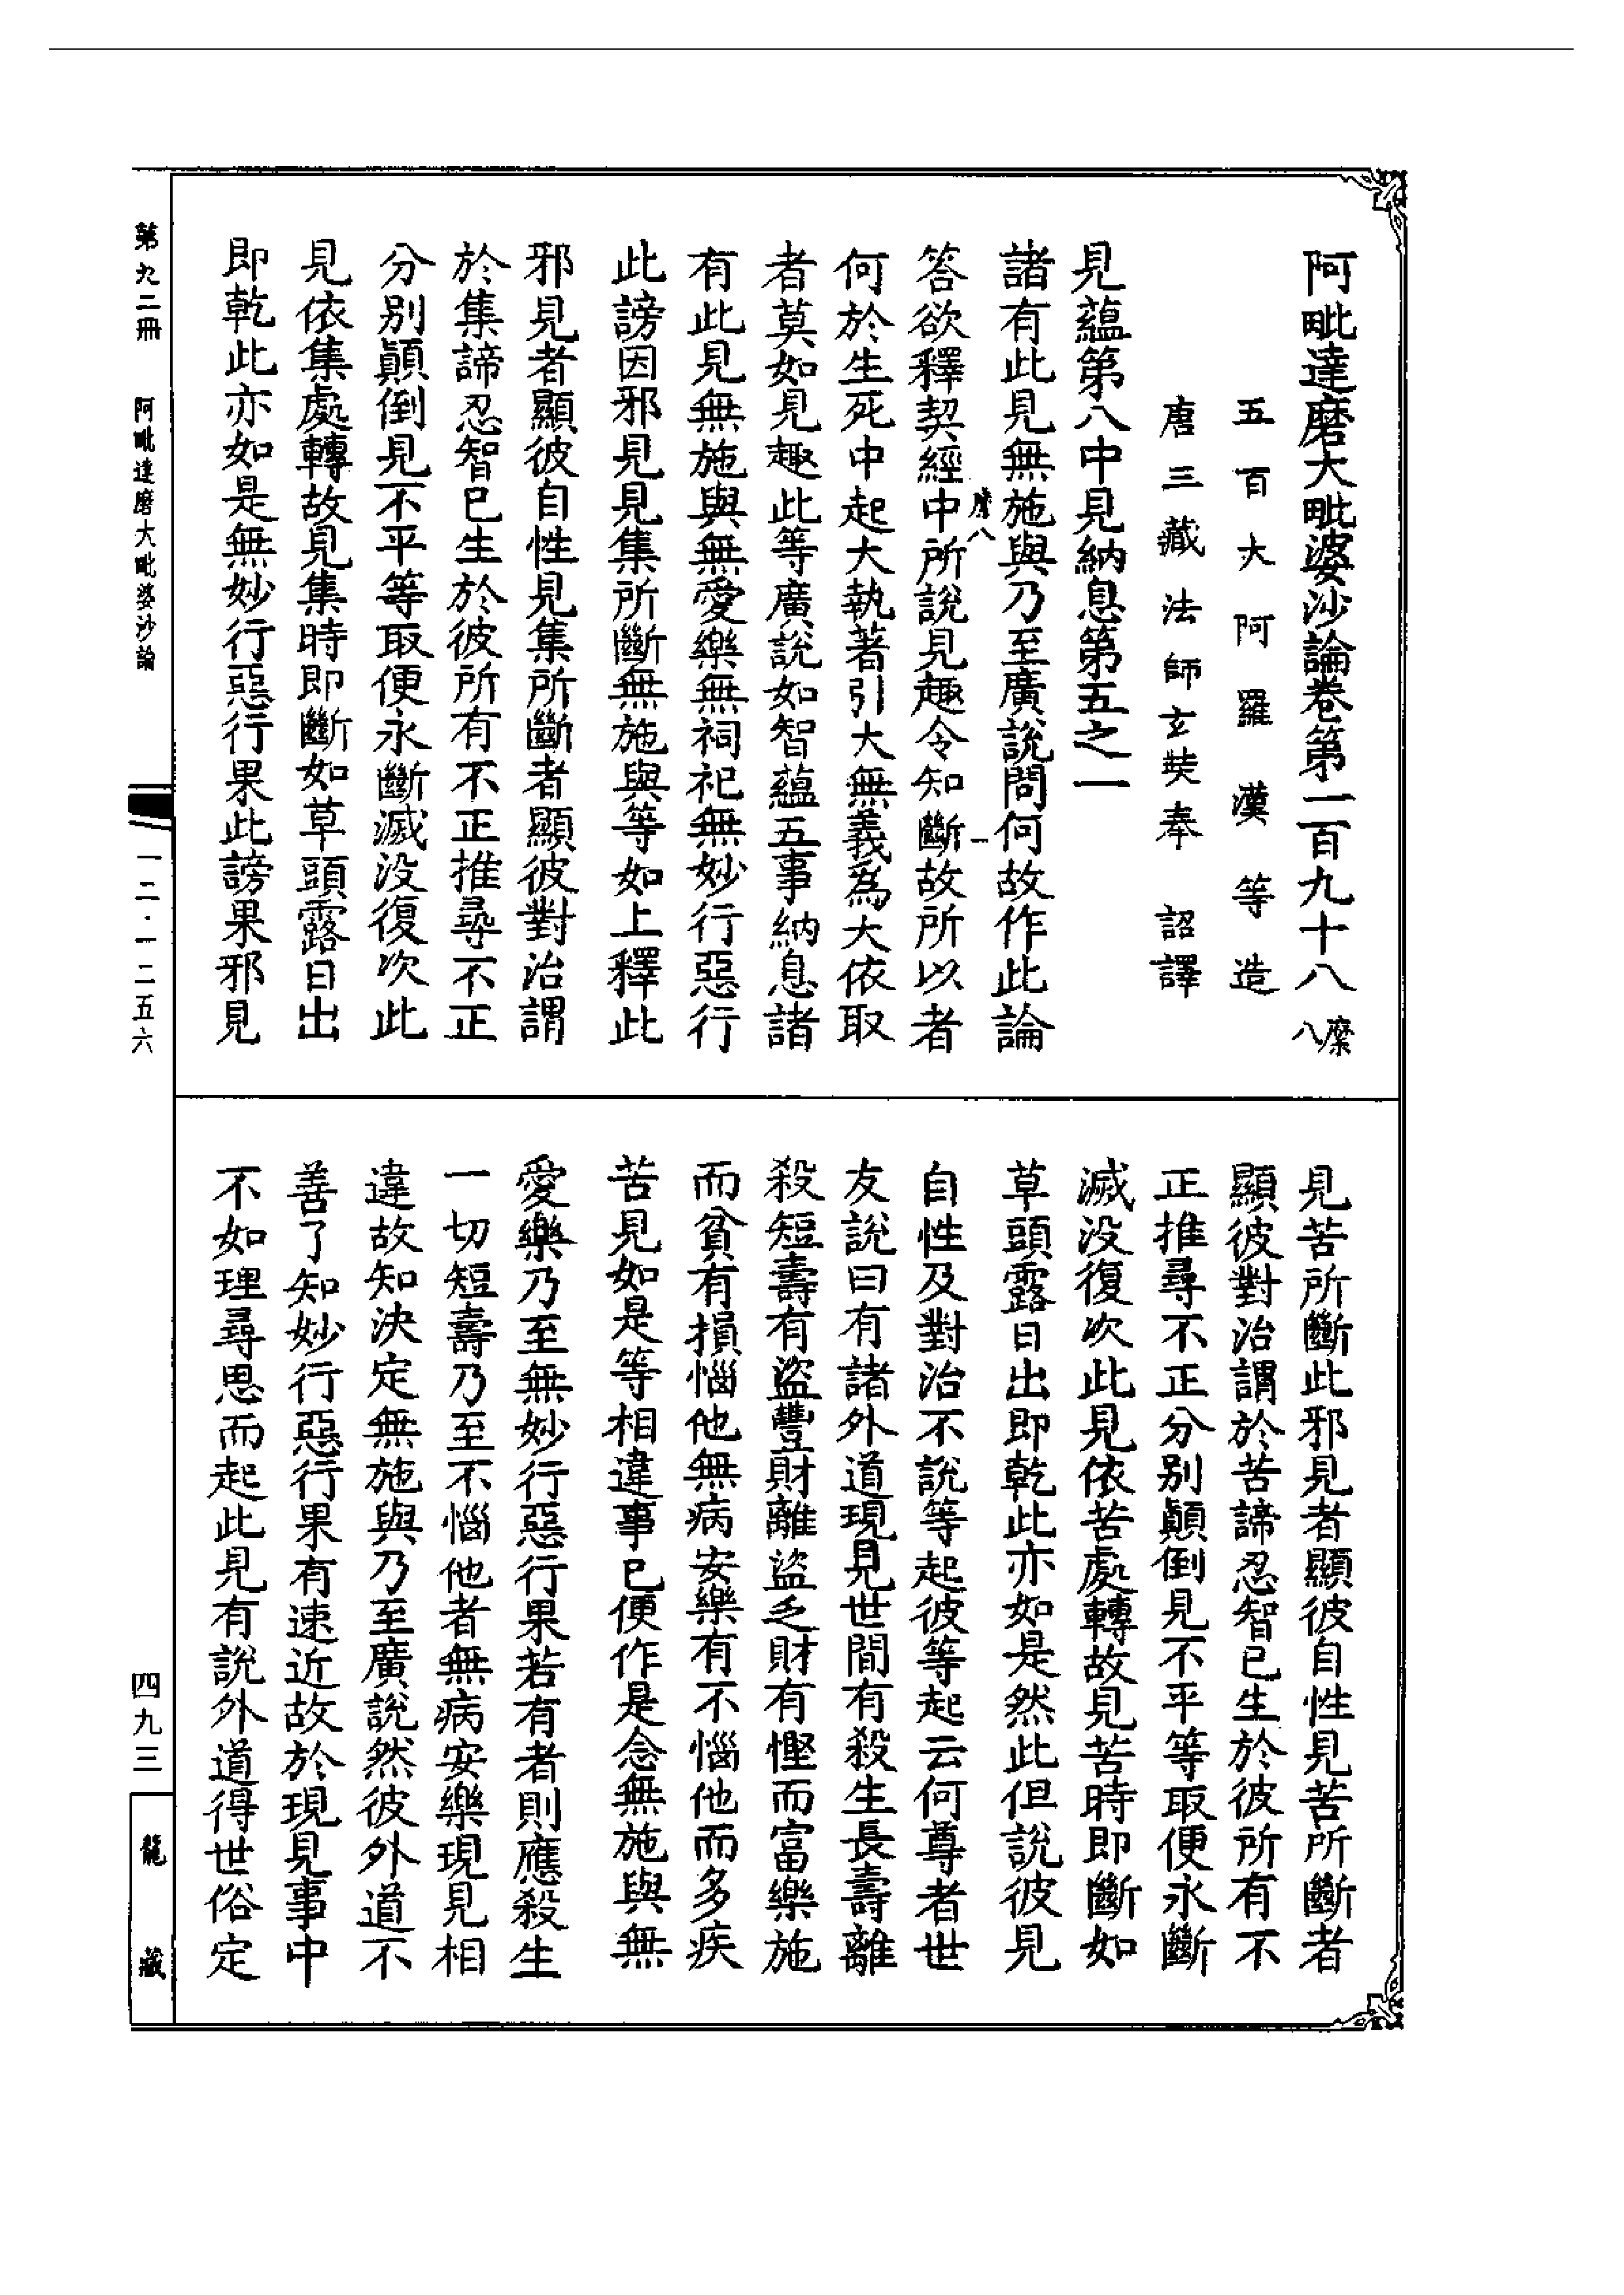 阿毗達磨大毗婆沙論卷第一百九十八 縻八
五百大阿羅漢等造
唐三藏法師玄奘奉 詔譯
見蘊第八中見納息第五之一
諸有此見無施與乃至廣說問何故作此論
縻八 一
答欲釋契經中所說見趣令知斷故所以者
何於生死中起大執著引大無義為大依取
者莫如見趣此等廣說如智蘊五事納息諸
有此見無施與無愛樂無祠祀無妙行惡行
此謗因邪見見集所斷無施與等如上釋此
邪見者顯彼自性見集所斷者顯彼對治謂
於集諦忍智已生於彼所有不正推尋不正
分別顛倒見不平等取便永斷滅没復次此
見依集處轉故見集時即斷如草頭露日出
即乾此亦如是無妙行惡行果此謗果邪見
見苦所斷此邪見者顯彼自性見苦所斷者
顯彼對治謂於苦諦忍智已生於彼所有不
正推尋不正分別顛倒見不平等取便永斷
滅没復次此見依苦處轉故見苦時即斷如
草頭露日出即乾此亦如是然此但說彼見
自性及對治不說等起彼等起云何尊者世
友說曰有諸外道現見世間有殺生長壽離
殺短壽有盜豐財離盜乏財有慳而富樂施
而貧有損惱他無病安樂有不惱他而多疾
苦見如是等相違事已便作是念無施與無
愛樂乃至無妙行惡行果若有者則應殺生
一切短壽乃至不惱他者無病安樂現見相
違故知決定無施與乃至廣說然彼外道不
善了知妙行惡行果有速近故於現見事中
不如理尋思而起此見有說外道得世俗定
第九二冊 阿毗達磨大毗婆沙論
一二·一二五六
四九三
龍藏